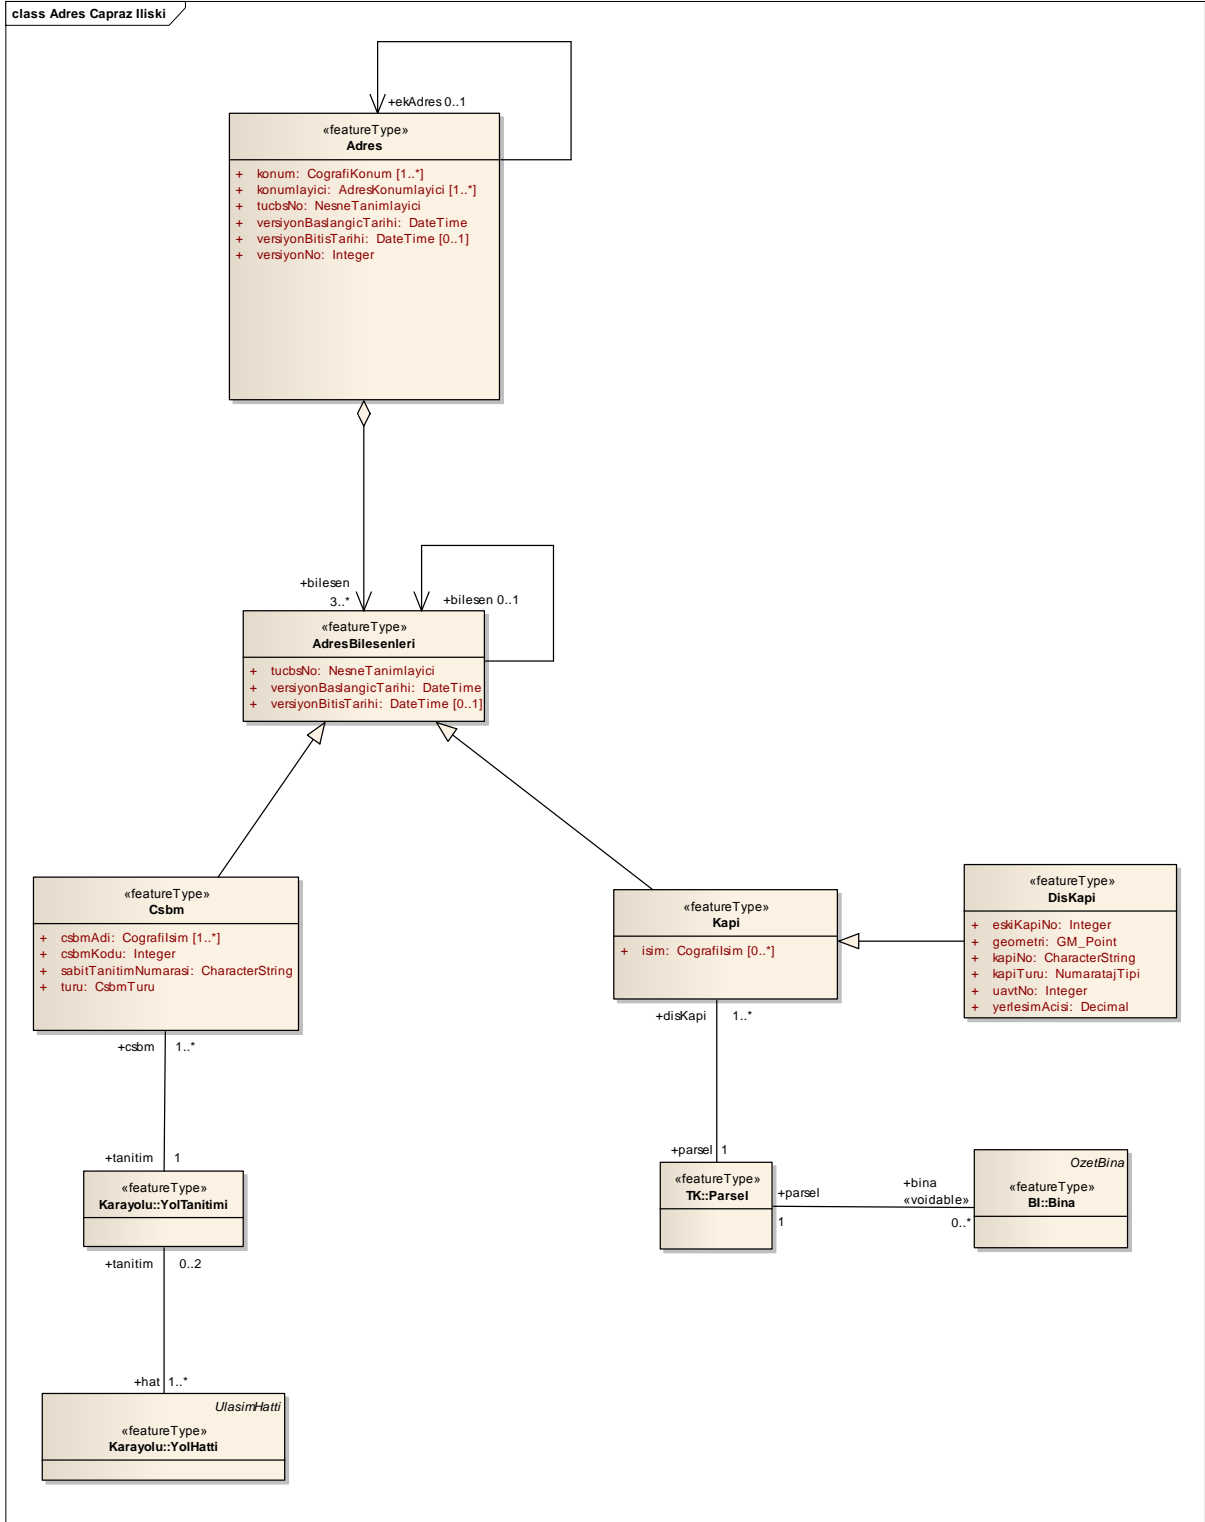 class Adres Capraz Iliski
+ekAdres 0..1
«featureType»
Adres
+ konum: CografiKonum [1..*]
+ konumlayici: AdresKonumlayici [1..*]
+ tucbsNo: NesneTanimlayici
+ versiyonBaslangicTarihi: DateTime
+ versiyonBitisTarihi: DateTime [0..1]
+ versiyonNo: Integer
+bilesen
3..*
+bilesen 0..1
«featureType»
AdresBilesenleri
+ tucbsNo: NesneTanimlayici
+ versiyonBaslangicTarihi: DateTime
+ versiyonBitisTarihi: DateTime [0..1]
«featureType»
Csbm
+ csbmAdi: CografiIsim [1..*]
+ csbmKodu: Integer
+ sabitTanitimNumarasi: CharacterString
+ turu: CsbmTuru
«featureType»
Kapi
+ isim: CografiIsim [0..*]
«featureType»
DisKapi
+ eskiKapiNo: Integer
+ geometri: GM_Point
+ kapiNo: CharacterString
+ kapiTuru: NumaratajTipi
+ uavtNo: Integer
+ yerlesimAcisi: Decimal
+disKapi 1..*
+csbm 1..*
+parsel 1
+tanitim 1
«featureType»
Karayolu::YolTanitimi
«featureType»
TK::Parsel
+parsel
1
+bina
«voidable»
0..*
OzetBina
«featureType»
BI::Bina
+tanitim 0..2
+hat 1..*
UlasimHatti
«featureType»
Karayolu::YolHatti